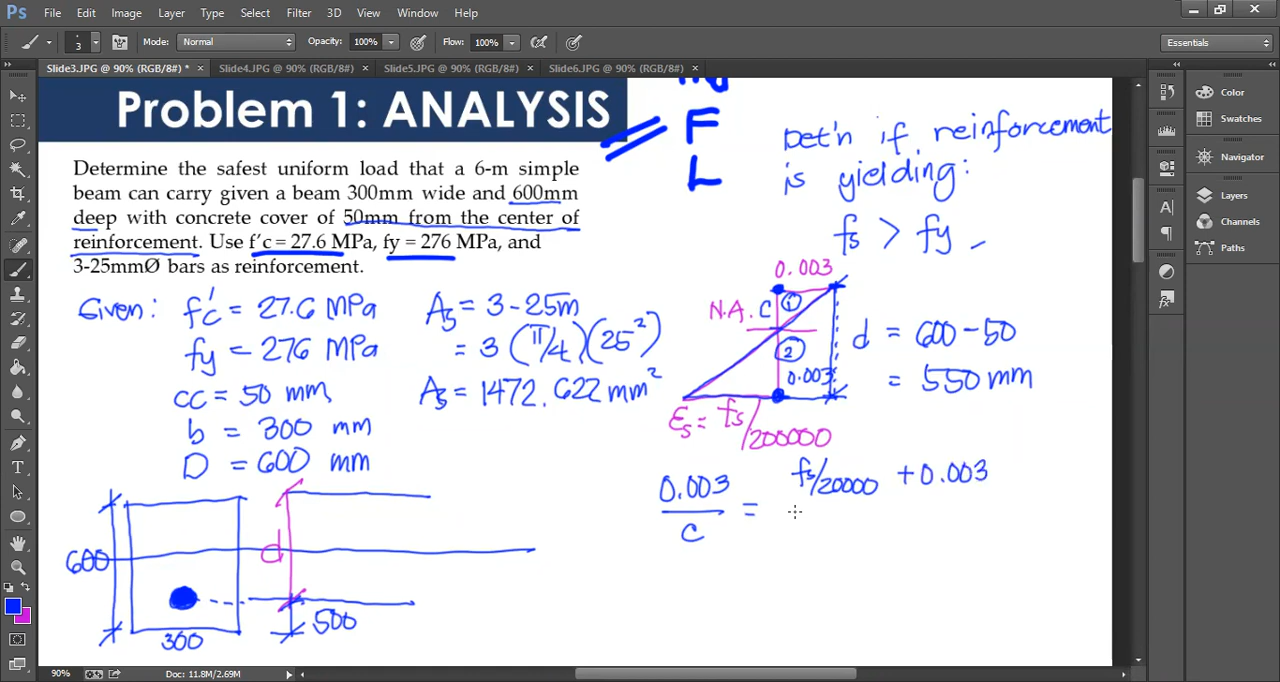 Ps File Edit Image Layer Type Select Filter 3D View Window Help
3 Mode: Normal Opacity: 100% Flow: 100% Essentials
Slide3.JPG @ 90% (RGB/8#) * × Slide4.JPG @ 90% (RGB/8#) × Slide5.JPG @ 90% (RGB/8#) × Slide6.JPG @ 90% (RGB/8#) ×
Problem 1: ANALYSIS
Determine the safest uniform load that a 6-m simple
beam can carry given a beam 300mm wide and 600mm
deep with concrete cover of 50mm from the center of
reinforcement. Use f'c = 27.6 MPa, fy = 276 MPa, and
3-25mmØ bars as reinforcement.
F
L
Det'n if reinforcement
is yielding:
fs > fy
Given: f'c = 27.6 MPa
fy = 276 MPa
cc = 50 mm
b = 300 mm
D = 600 mm
As = 3-25m
= 3 (π/4)(25²)
As = 1472.622 mm²
0.003
N.A. C ①
②
0.003
εs = fs/200000
d = 600-50
= 550 mm
0.003/c = fs/20000 + 0.003
600
300
d
500
Color
Swatches
Navigator
Layers
Channels
Paths
90% Doc: 11.8M/2.69M